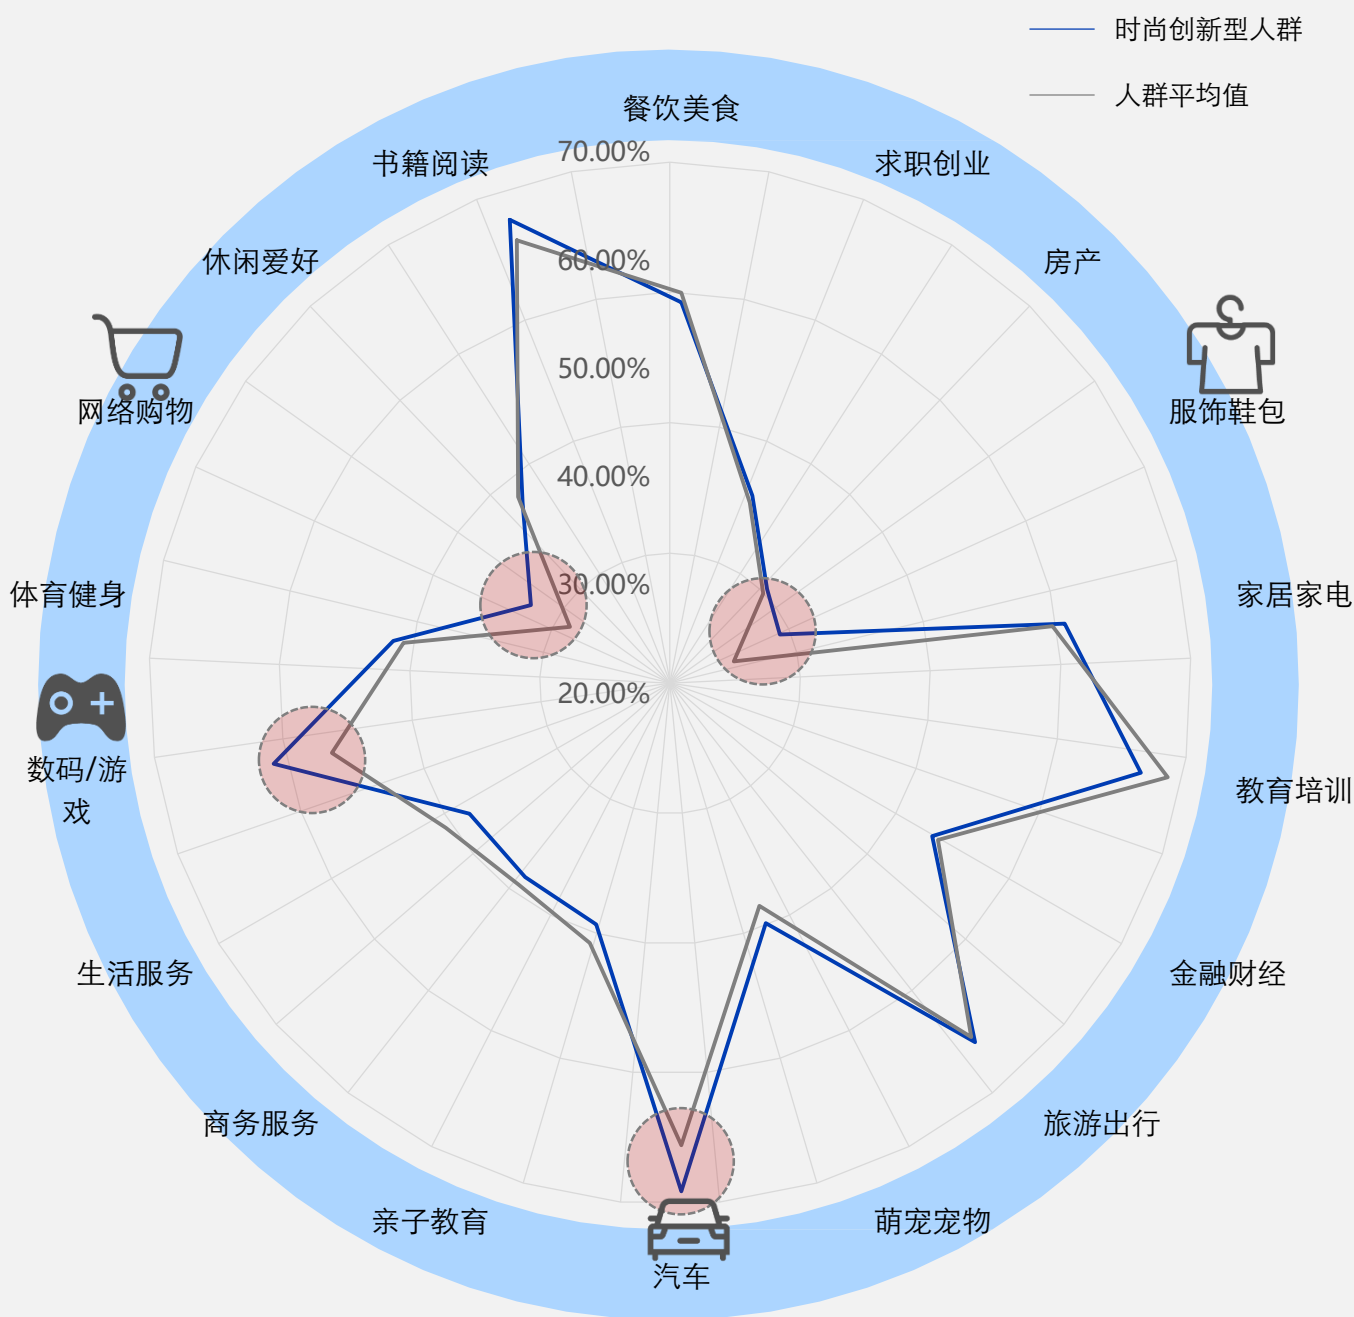 时尚创新型人群
人群平均值
餐饮美食
70.00%
书籍阅读
求职创业
休闲爱好
60.00%
房产
50.00%
网络购物
服饰鞋包
40.00%
30.00%
体育健身
家居家电
20.00%
数码/游
戏
教育培训
生活服务
金融财经
商务服务
旅游出行
亲子教育
萌宠宠物
汽车